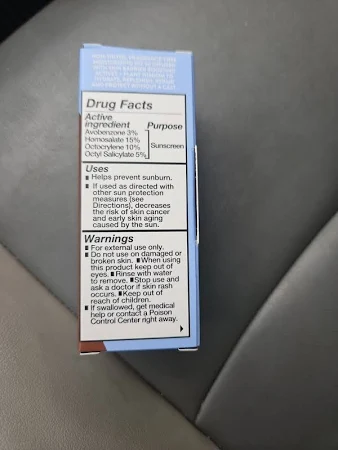 Drug Facts
Active
ingredient Purpose
Avobenzone 3%
Homosalate 15%
Octocrylene 10% Sunscreen
Octyl Salicylate 5%
Uses
▪ Helps prevent sunburn.
▪ If used as directed with
other sun protection
measures (see
Directions), decreases
the risk of skin cancer
and early skin aging
caused by the sun.
Warnings
▪ For external use only.
▪ Do not use on damaged or
broken skin. ▪ When using
this product keep out of
eyes. ▪ Rinse with water
to remove. ▪ Stop use and
ask a doctor if skin rash
occurs. ▪ Keep out of
reach of children.
▪ If swallowed, get medical
help or contact a Poison
Control Center right away.